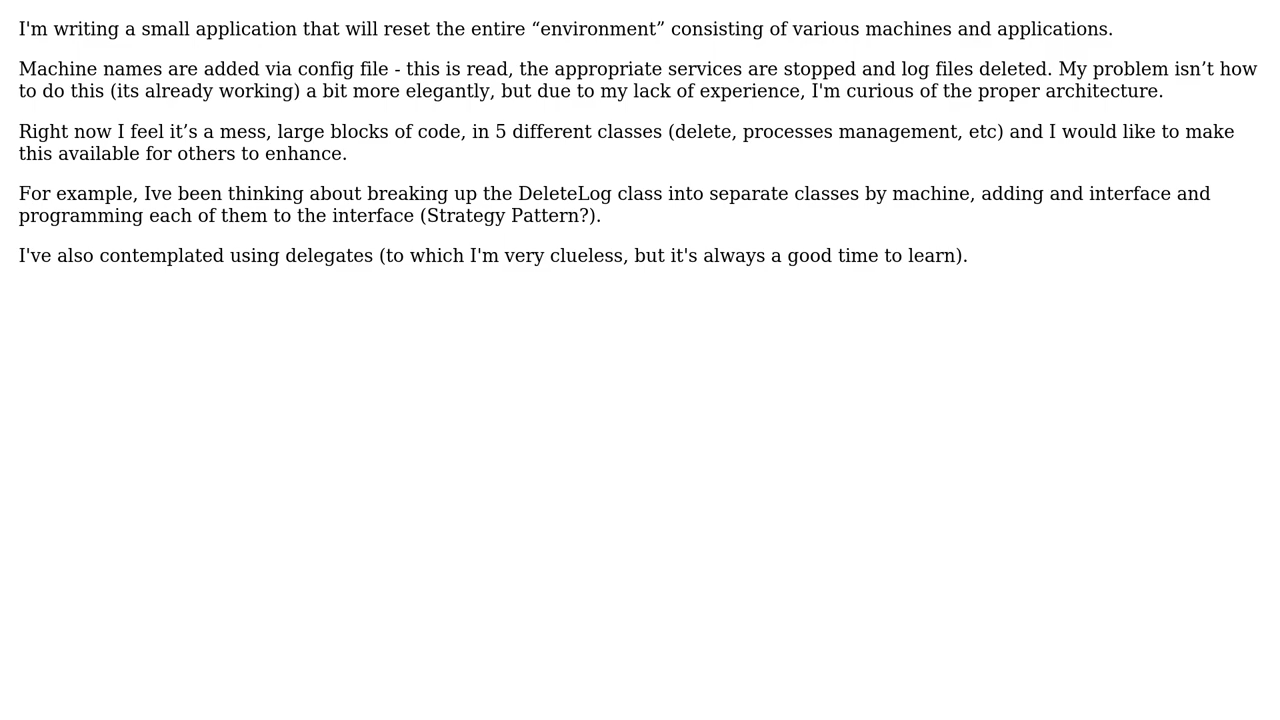 I'm writing a small application that will reset the entire “environment” consisting of various machines and applications.
Machine names are added via config file - this is read, the appropriate services are stopped and log files deleted. My problem isn’t how
to do this (its already working) a bit more elegantly, but due to my lack of experience, I'm curious of the proper architecture.
Right now I feel it’s a mess, large blocks of code, in 5 different classes (delete, processes management, etc) and I would like to make
this available for others to enhance.
For example, Ive been thinking about breaking up the DeleteLog class into separate classes by machine, adding and interface and
programming each of them to the interface (Strategy Pattern?).
I've also contemplated using delegates (to which I'm very clueless, but it's always a good time to learn).